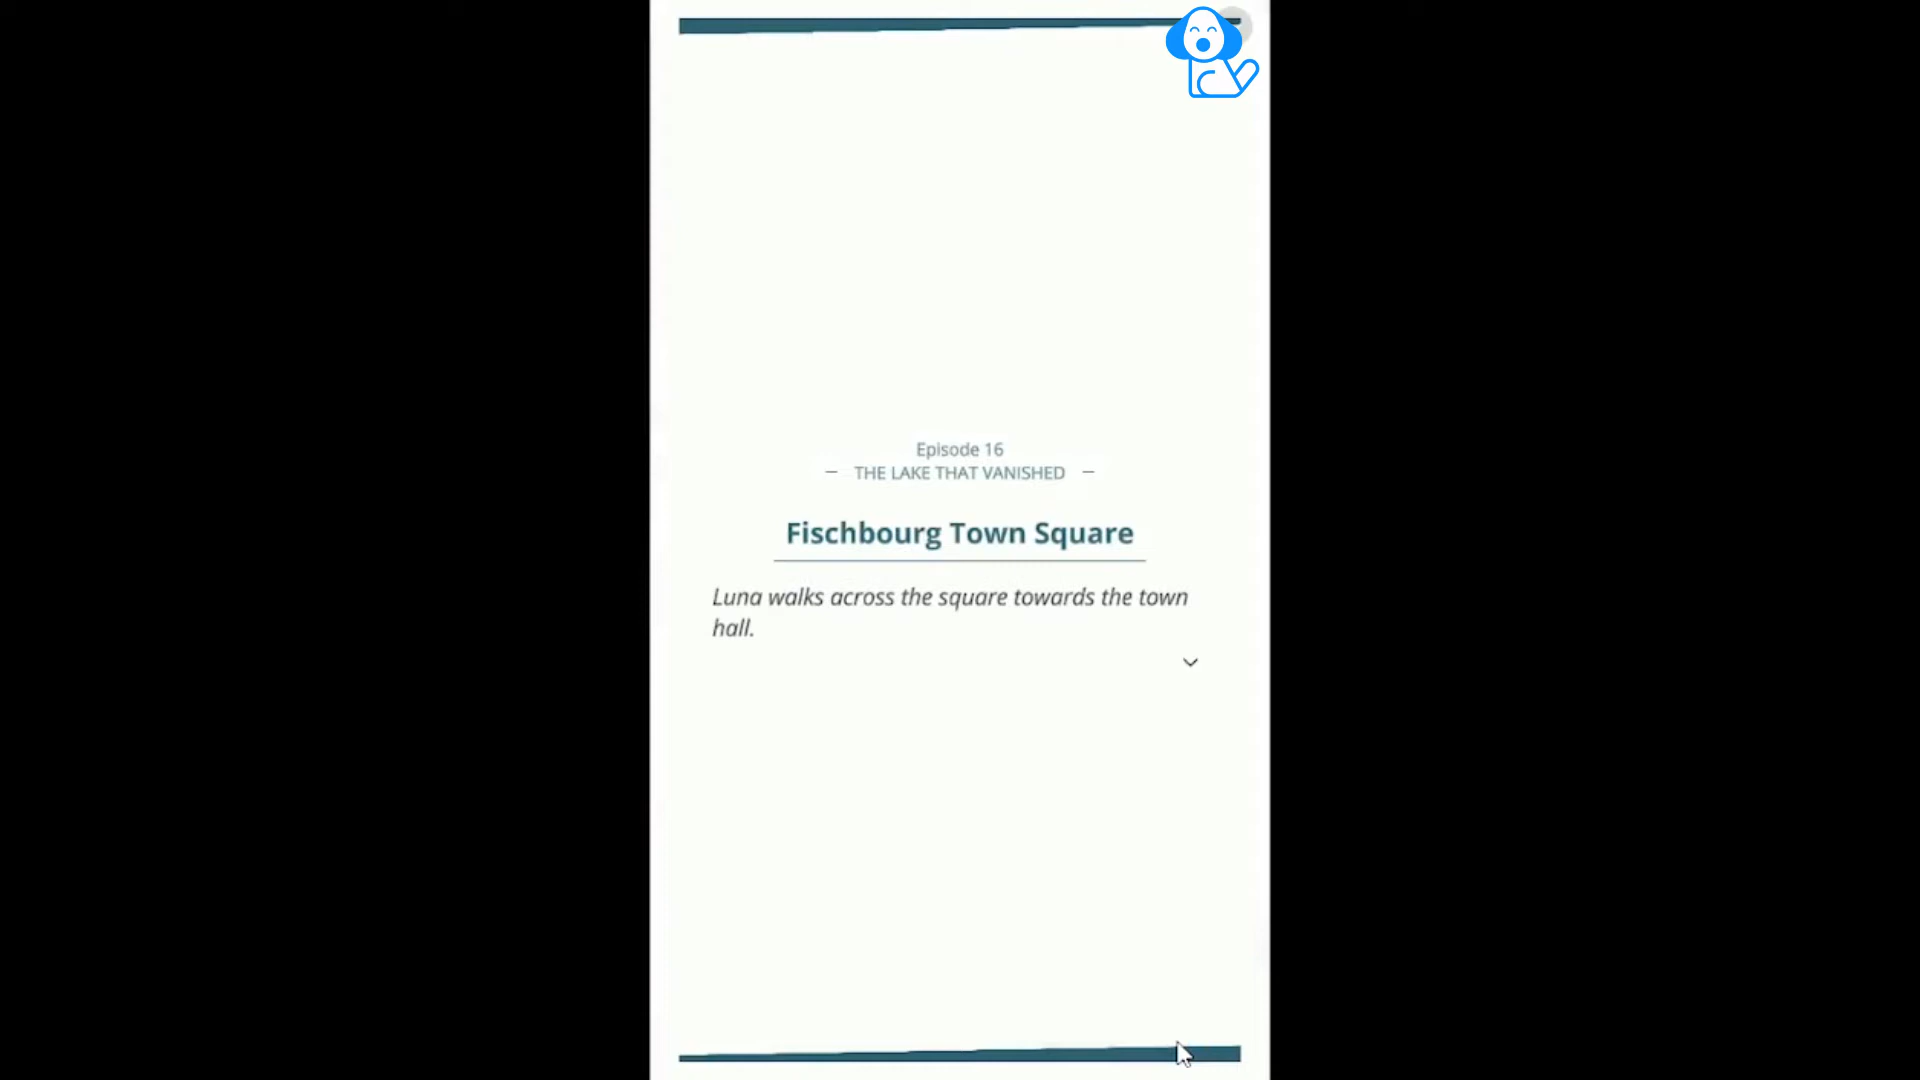 Episode 16
— THE LAKE THAT VANISHED —
Fischbourg Town Square
Luna walks across the square towards the town
hall.